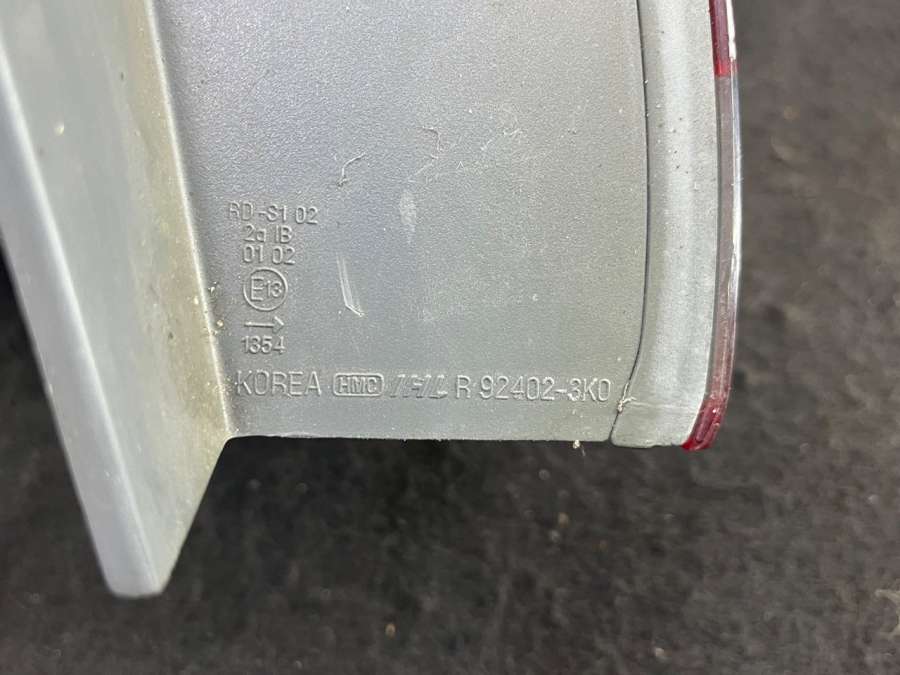 RD-S1 02
2a IB
01 02
E13
→
1354
KOREA HMC R 92402-3K0